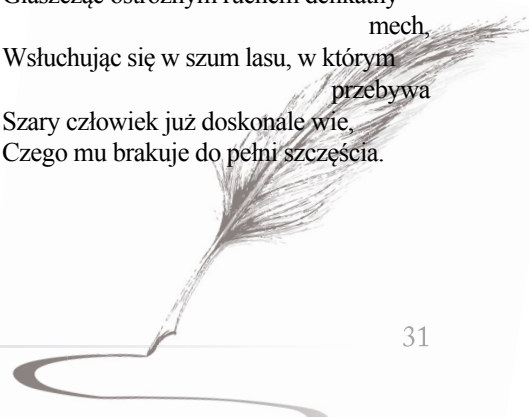 Głaszcząc ostrożnym ruchem delikatny
mech,
Wsłuchując się w szum lasu, w którym
przebywa
Szary człowiek już doskonale wie,
Czego mu brakuje do pełni szczęścia.
31